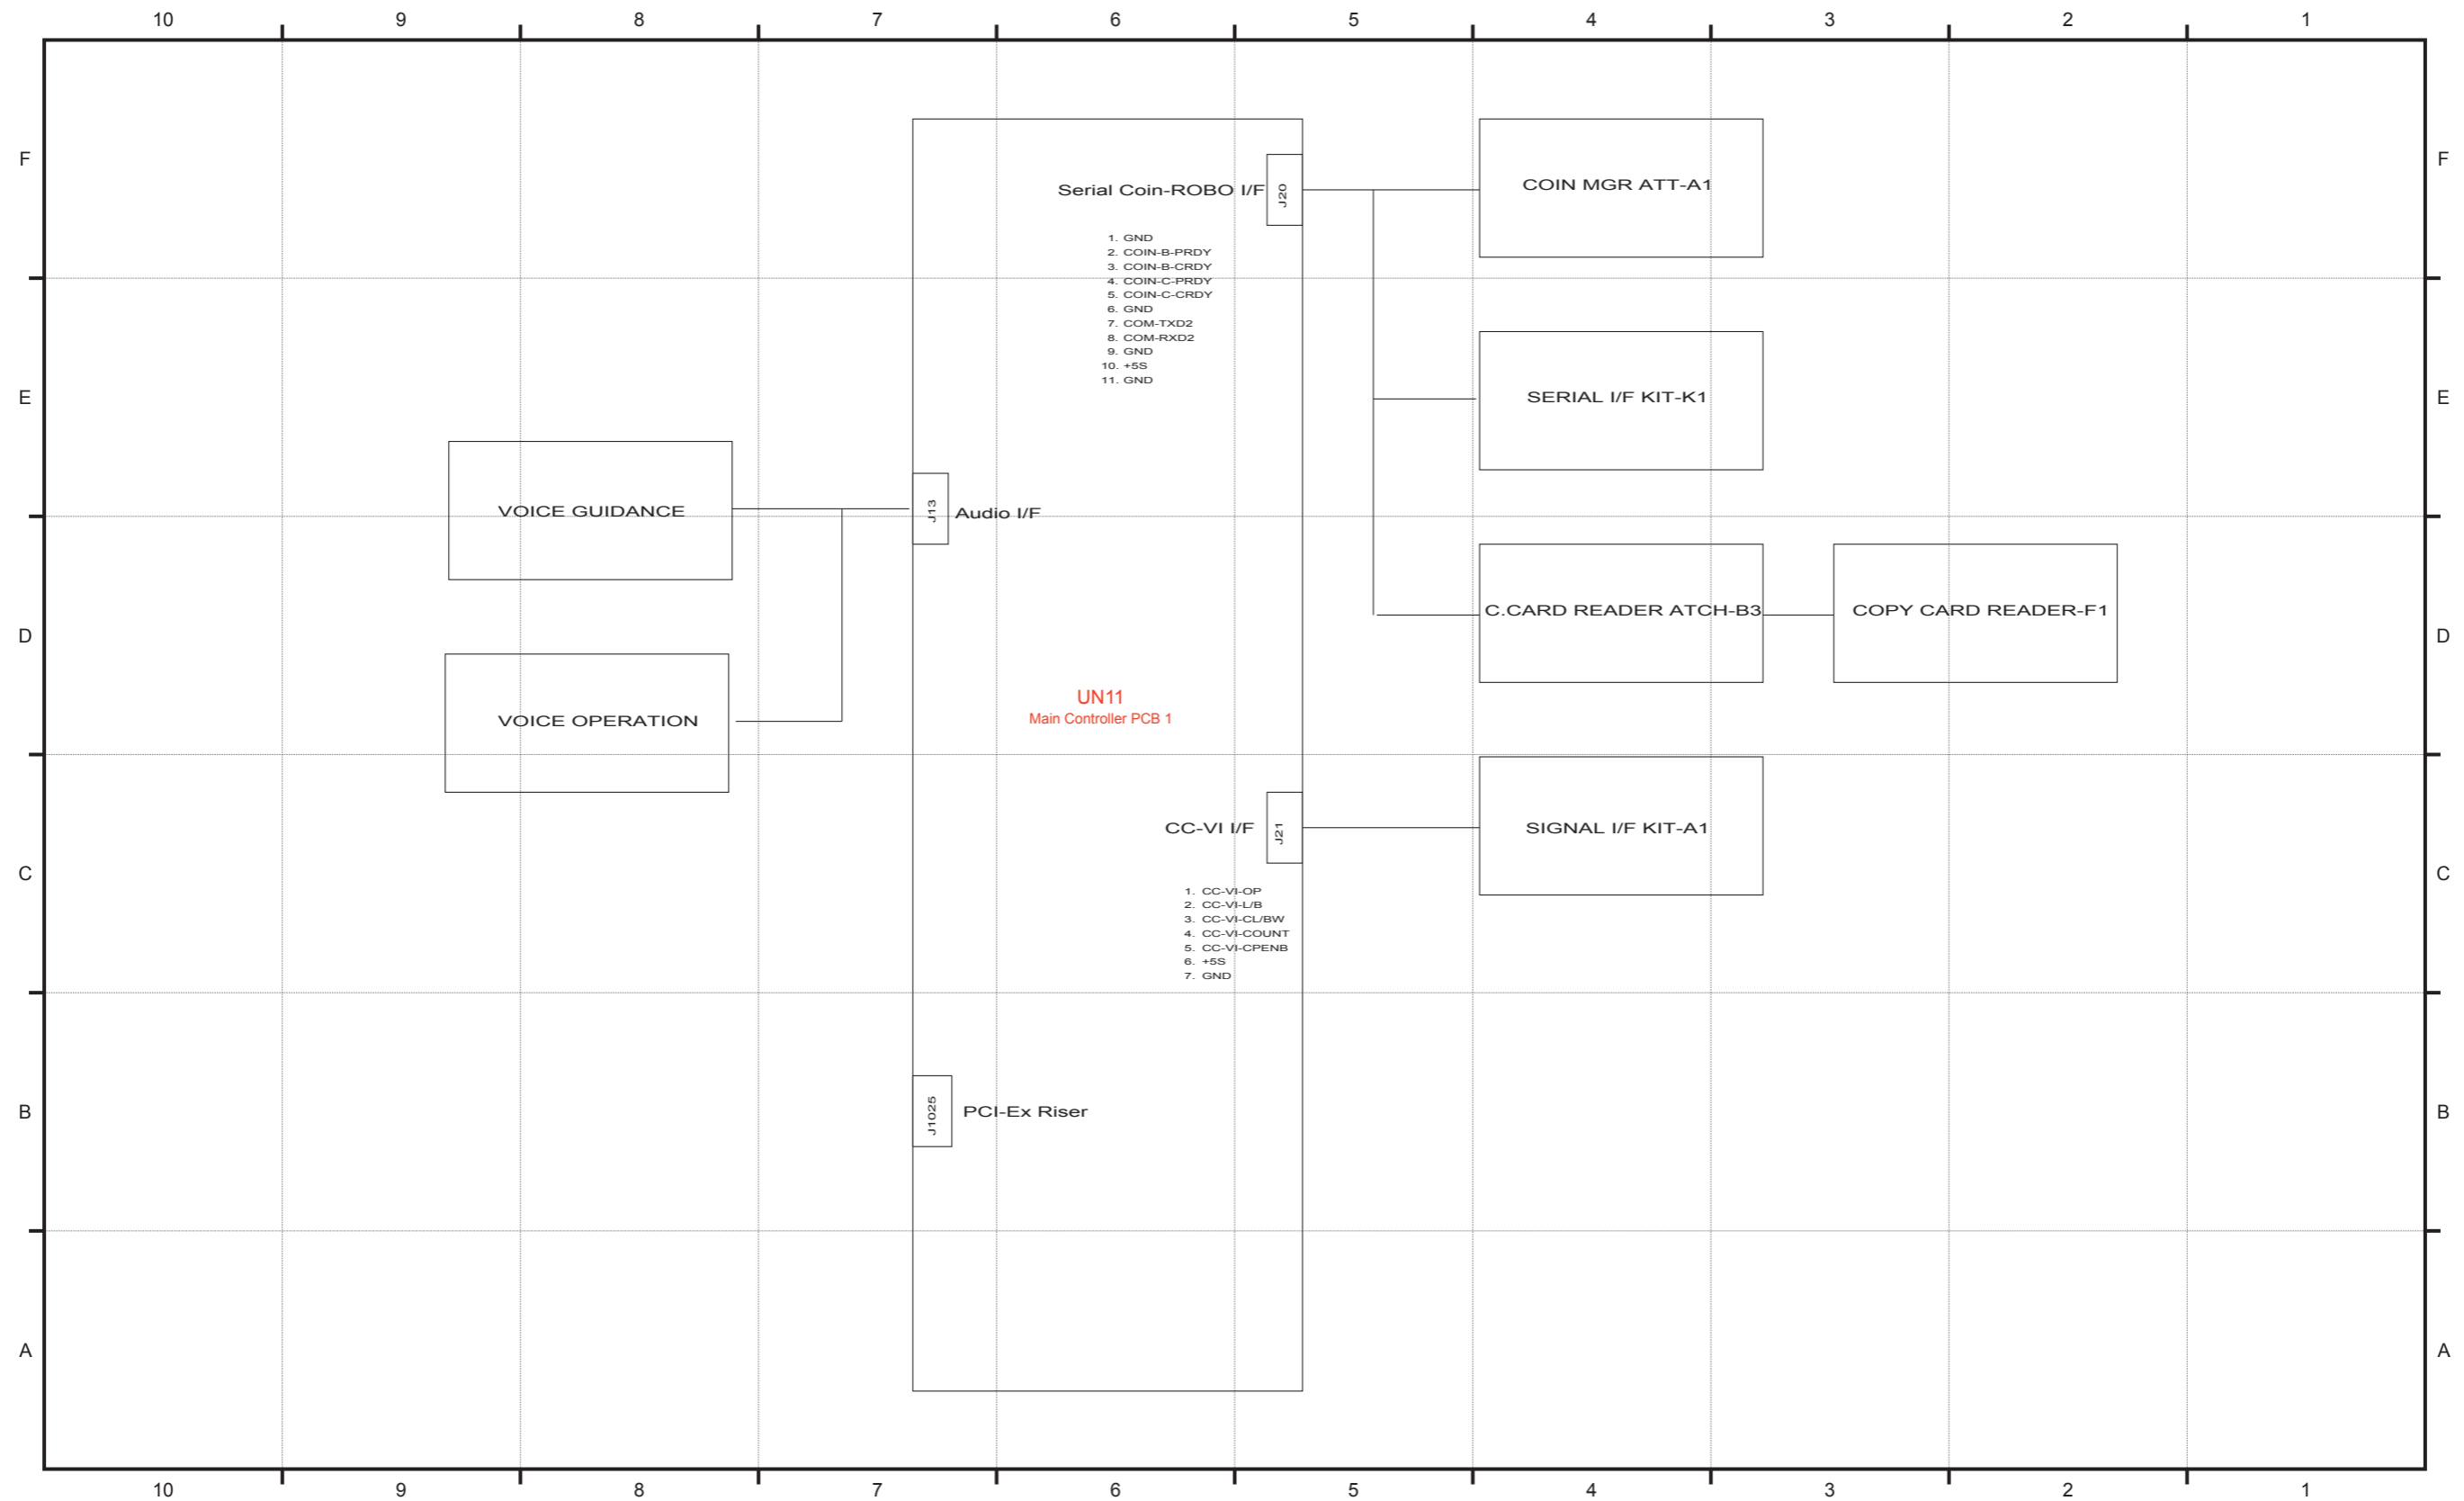 10 9 8 7 6 5 4 3 2 1
F F
Serial Coin-ROBO I/F
J20
COIN MGR ATT-A1
1. GND
2. COIN-B-PRDY
3. COIN-B-CRDY
4. COIN-C-PRDY
5. COIN-C-CRDY
6. GND
7. COM-TXD2
8. COM-RXD2
9. GND
10. +5S
11. GND
E E
SERIAL I/F KIT-K1
VOICE GUIDANCE
J13
Audio I/F
C.CARD READER ATCH-B3
COPY CARD READER-F1
D D
UN11
Main Controller PCB 1
VOICE OPERATION
CC-VI I/F
J21
SIGNAL I/F KIT-A1
C C
1. CC-VI-OP
2. CC-VI-L/B
3. CC-VI-CL/BW
4. CC-VI-COUNT
5. CC-VI-CPENB
6. +5S
7. GND
B B
J1025
PCI-Ex Riser
A A
10 9 8 7 6 5 4 3 2 1